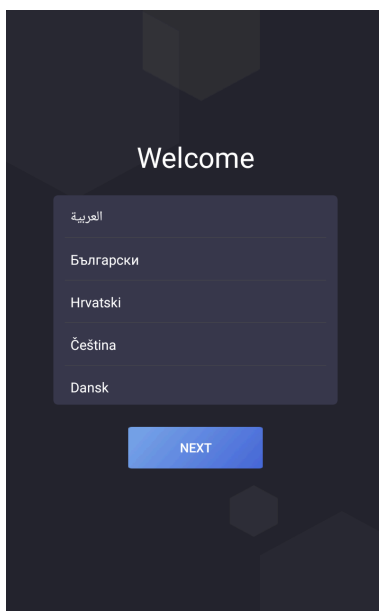 Welcome
العربية
Български
Hrvatski
Čeština
Dansk
NEXT